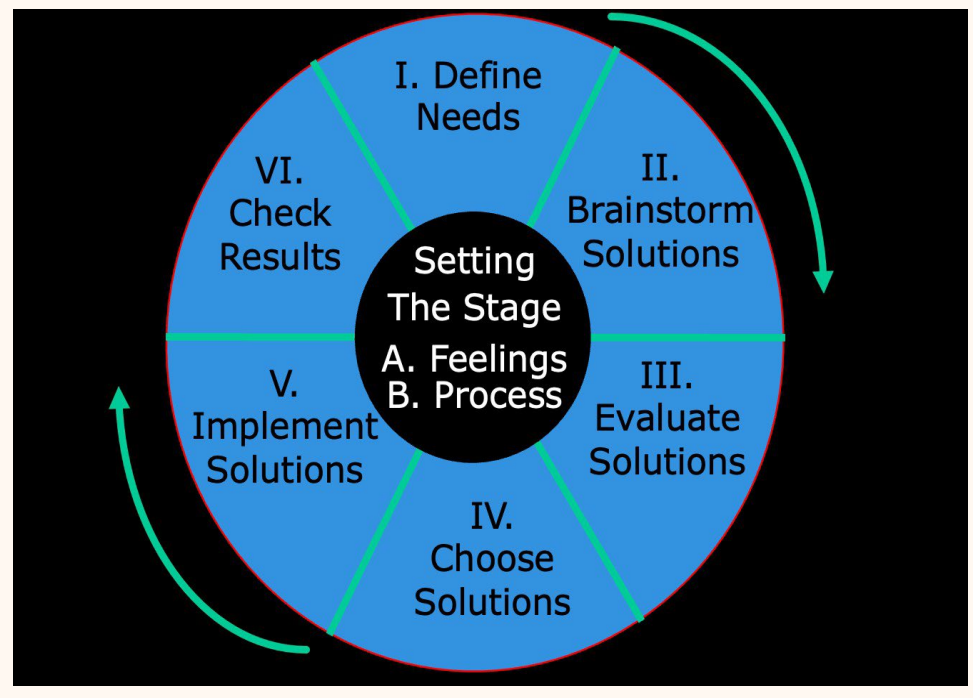 I. Define
Needs
II.
Brainstorm
Solutions
III.
Evaluate
Solutions
IV.
Choose
Solutions
V.
Implement
Solutions
VI.
Check
Results
Setting
The Stage
A. Feelings
B. Process